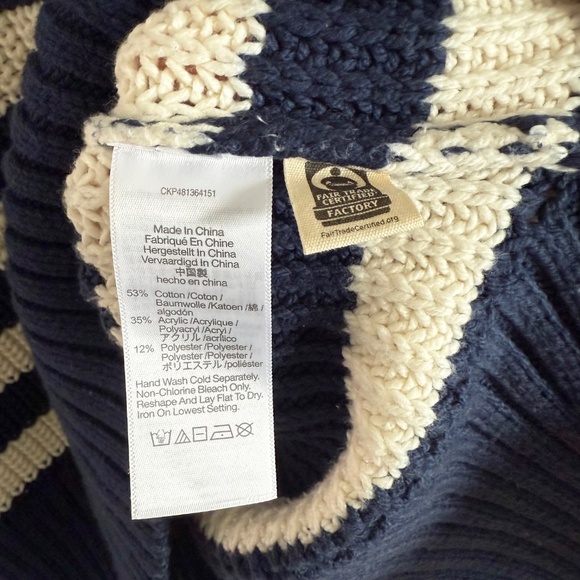 CKP481364151
Made In China
Fabriqué En Chine
Hergestellt In China
Vervaardigd In China
中国製
hecho en china
53% Cotton /Coton /
Baumwolle /Katoen /綿 /
algodón
35% Acrylic /Acrylique /
Polyacryl /Acryl /
アクリル /acrílico
12% Polyester /Polyester /
Polyester /Polyester /
ポリエステル /poliéster
Hand Wash Cold Separately.
Non-Chlorine Bleach Only.
Reshape And Lay Flat To Dry.
Iron On Lowest Setting.
FAIR TRADE
CERTIFIED
FACTORY
FairTradeCertified.org